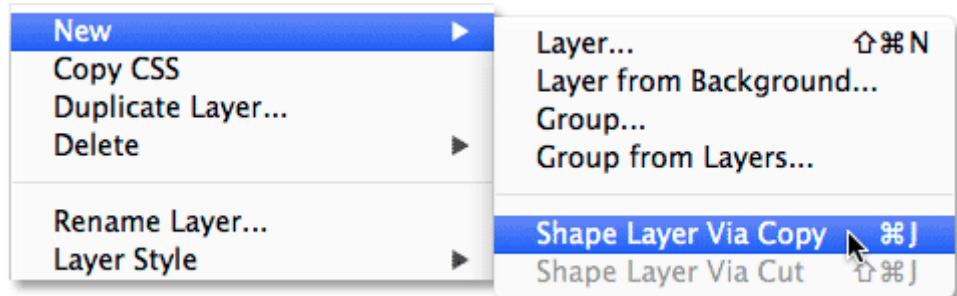 New
Copy CSS
Duplicate Layer...
Delete
Rename Layer...
Layer Style
Layer... ⇧⌘N
Layer from Background...
Group...
Group from Layers...
Shape Layer Via Copy ⌘J
Shape Layer Via Cut ⇧⌘J